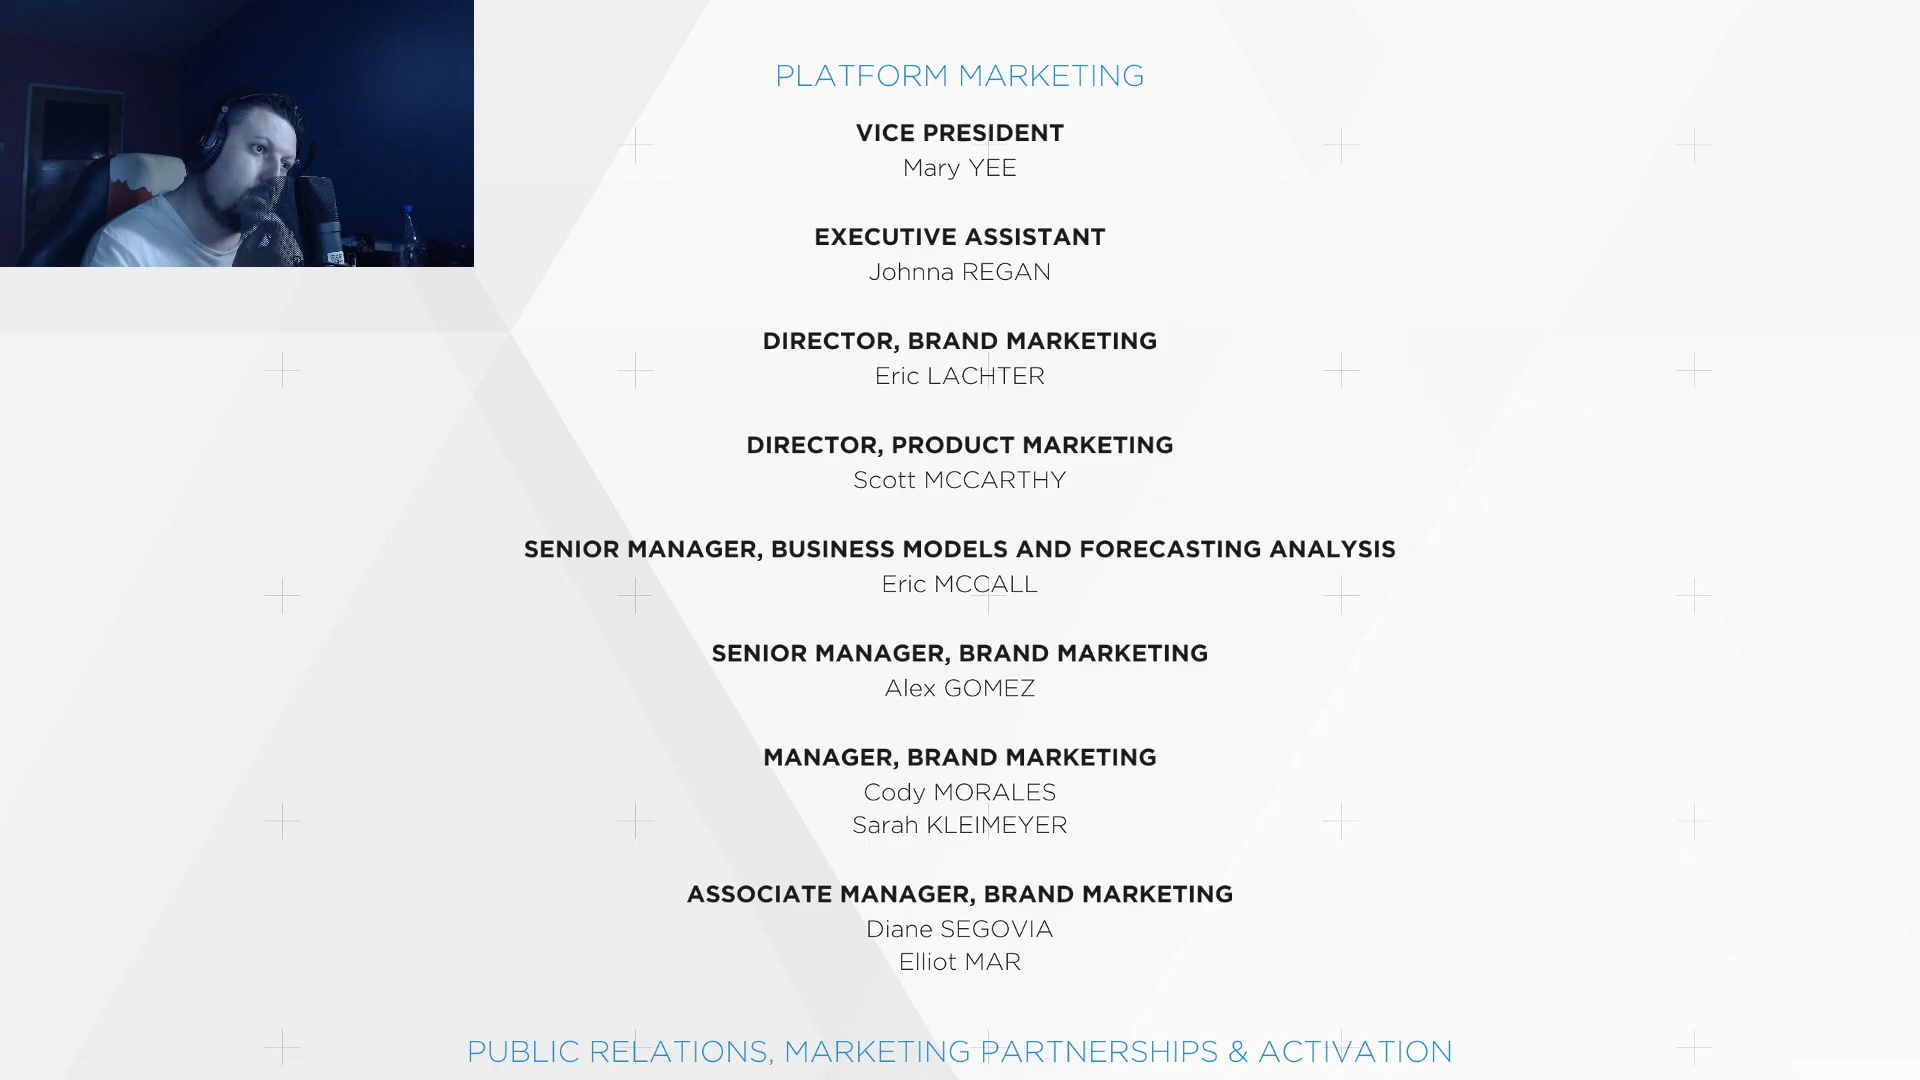 PLATFORM MARKETING
VICE PRESIDENT
Mary YEE
EXECUTIVE ASSISTANT
Johnna REGAN
DIRECTOR, BRAND MARKETING
Eric LACHTER
DIRECTOR, PRODUCT MARKETING
Scott MCCARTHY
SENIOR MANAGER, BUSINESS MODELS AND FORECASTING ANALYSIS
Eric MCCALL
SENIOR MANAGER, BRAND MARKETING
Alex GOMEZ
MANAGER, BRAND MARKETING
Cody MORALES
Sarah KLEIMEYER
ASSOCIATE MANAGER, BRAND MARKETING
Diane SEGOVIA
Elliot MAR
PUBLIC RELATIONS, MARKETING PARTNERSHIPS & ACTIVATION